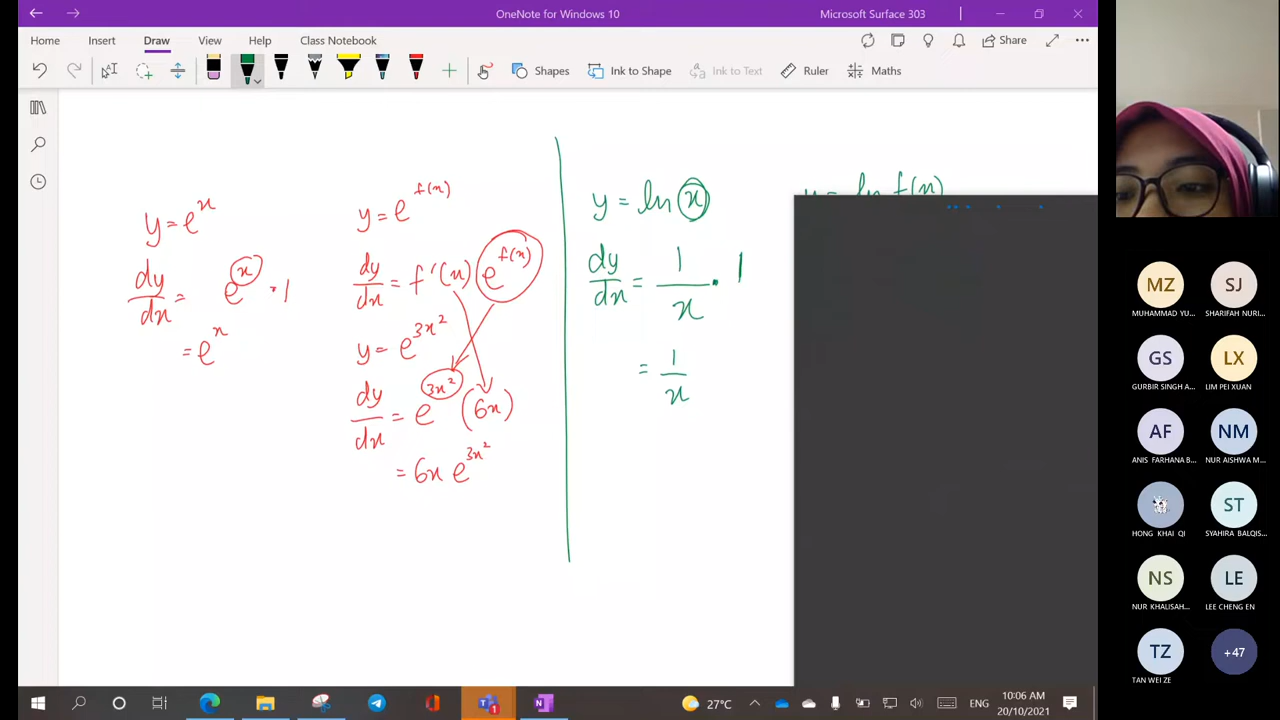 OneNote for Windows 10
Microsoft Surface 303
Home Insert Draw View Help Class Notebook
Share
Shapes Ink to Shape Ink to Text Ruler Maths
y = e^x
dy/dx = e^x · 1
= e^x
y = e^f(x)
dy/dx = f'(x) e^f(x)
y = e^3x²
dy/dx = e^3x² (6x)
= 6x e^3x²
y = ln x
dy/dx = 1/x · 1
= 1/x
y = ln f(x)
MZ
MUHAMMAD YU...
SJ
SHARIFAH NURI...
GS
GURBIR SINGH A...
LX
LIM PEI XUAN
AF
ANIS FARHANA B...
NM
NUR AISHWA M...
HONG KHAI QI
ST
SYAHIRA BALQIS...
NS
NUR KHALISAH...
LE
LEE CHENG EN
TZ
TAN WEI ZE
+47
1
27°C
ENG
10:06 AM
20/10/2021